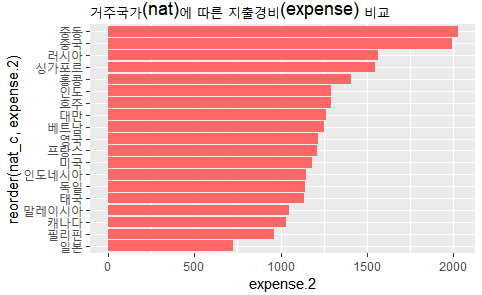 거주국가(nat)에 따른 지출경비(expense) 비교
reorder(nat_c, expense.2)
중동
중국
러시아
싱가포르
홍콩
인도
호주
대만
베트남
영국
프랑스
미국
인도네시아
독일
태국
말레이시아
캐나다
필리핀
일본
0 500 1000 1500 2000
expense.2